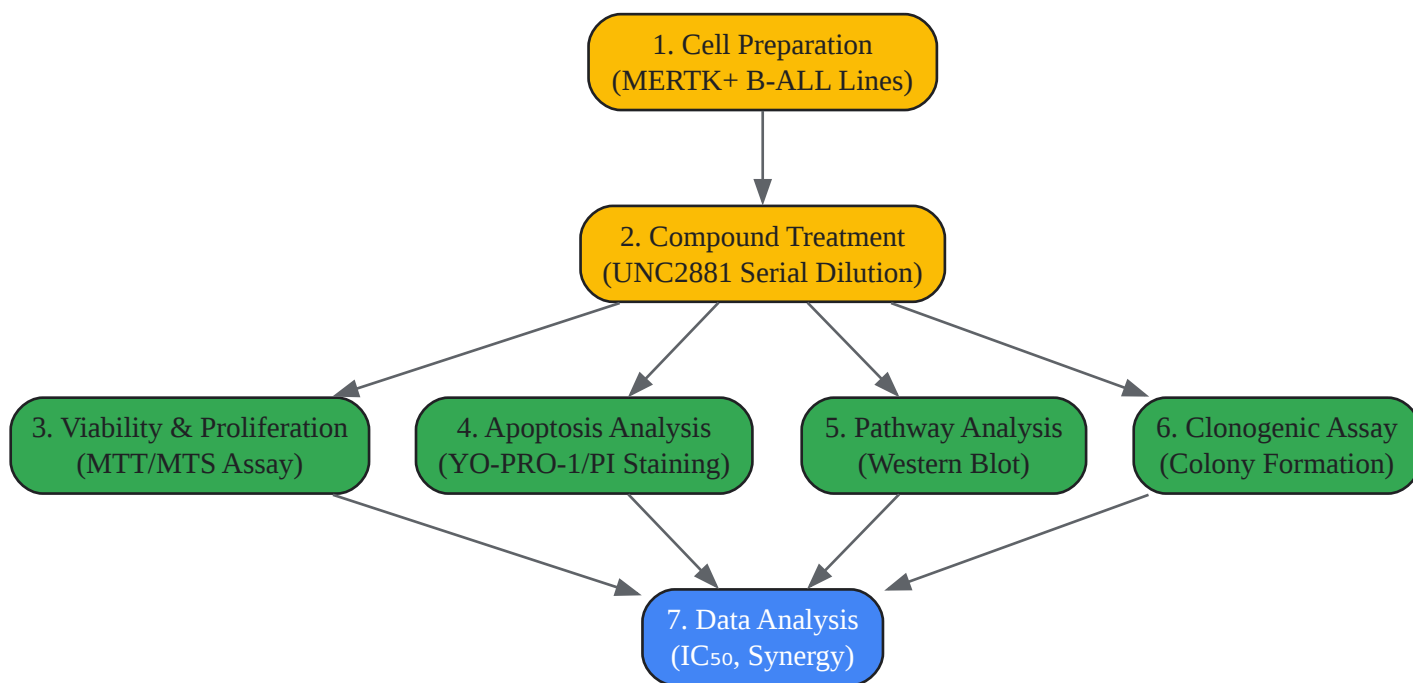 1. Cell Preparation
(MERTK+ B-ALL Lines)
2. Compound Treatment
(UNC2881 Serial Dilution)
3. Viability & Proliferation
(MTT/MTS Assay)
4. Apoptosis Analysis
(YO-PRO-1/PI Staining)
5. Pathway Analysis
(Western Blot)
6. Clonogenic Assay
(Colony Formation)
7. Data Analysis
(IC₅₀, Synergy)